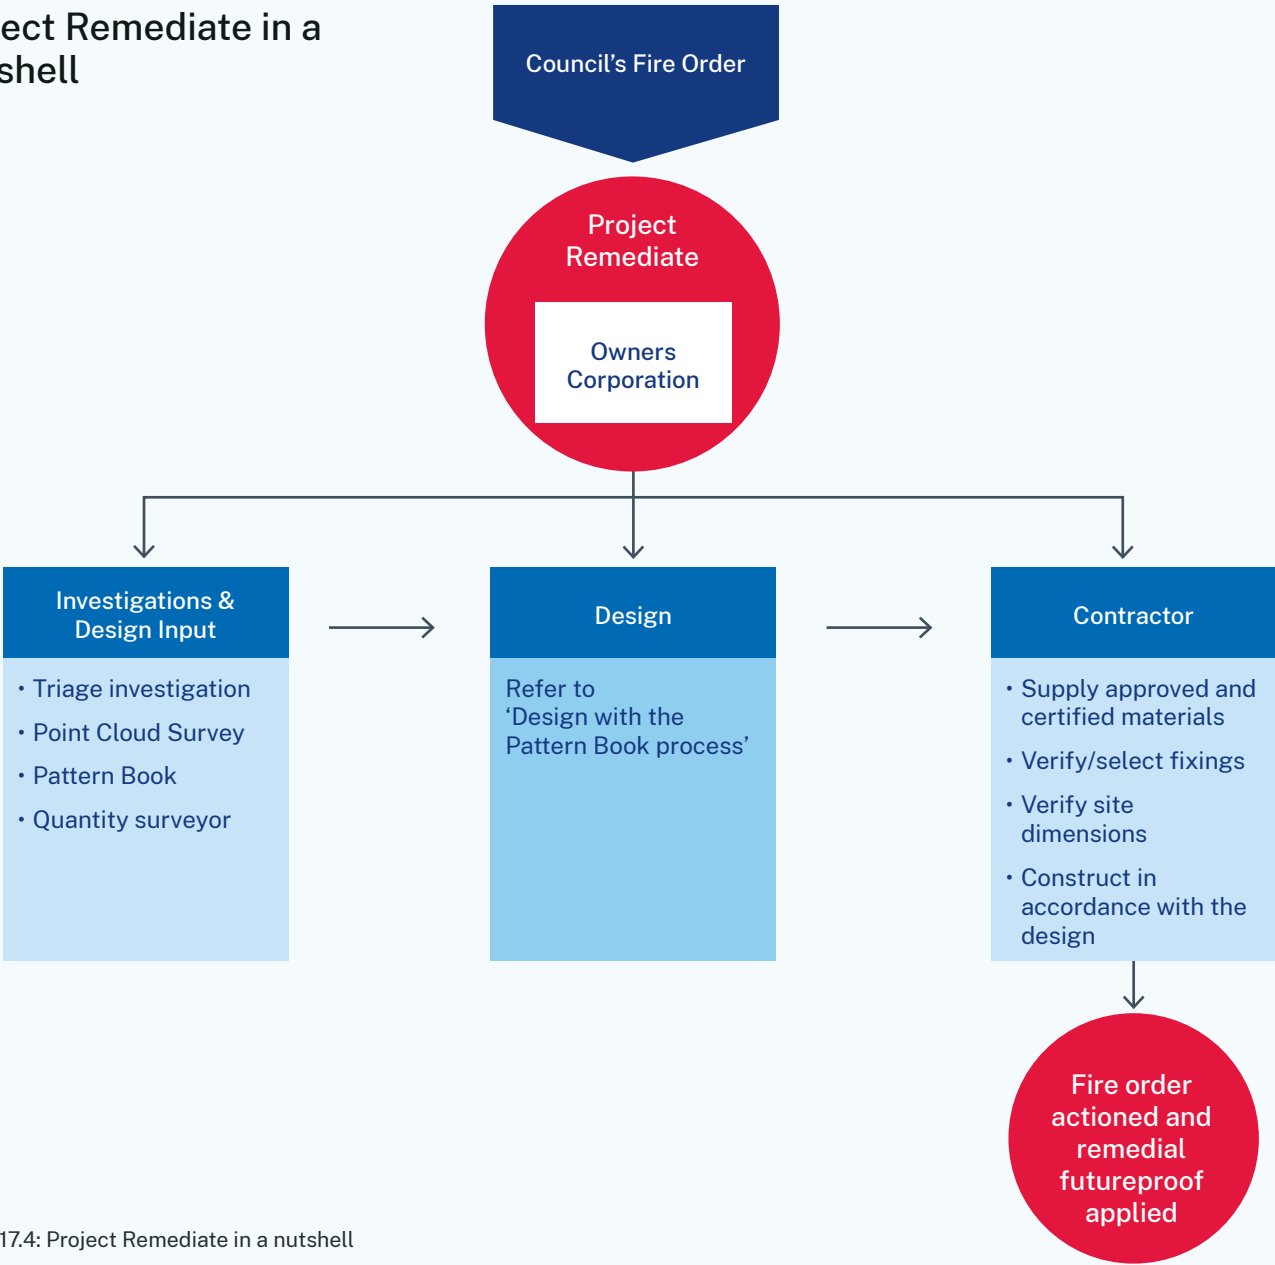 ect Remediate in a
shell
Council’s Fire Order
Project
Remediate
Owners
Corporation
Investigations &
Design Input
• Triage investigation
• Point Cloud Survey
• Pattern Book
• Quantity surveyor
Design
Refer to
‘Design with the
Pattern Book process’
Contractor
• Supply approved and
certified materials
• Verify/select fixings
• Verify site
dimensions
• Construct in
accordance with the
design
Fire order
actioned and
remedial
futureproof
applied
17.4: Project Remediate in a nutshell